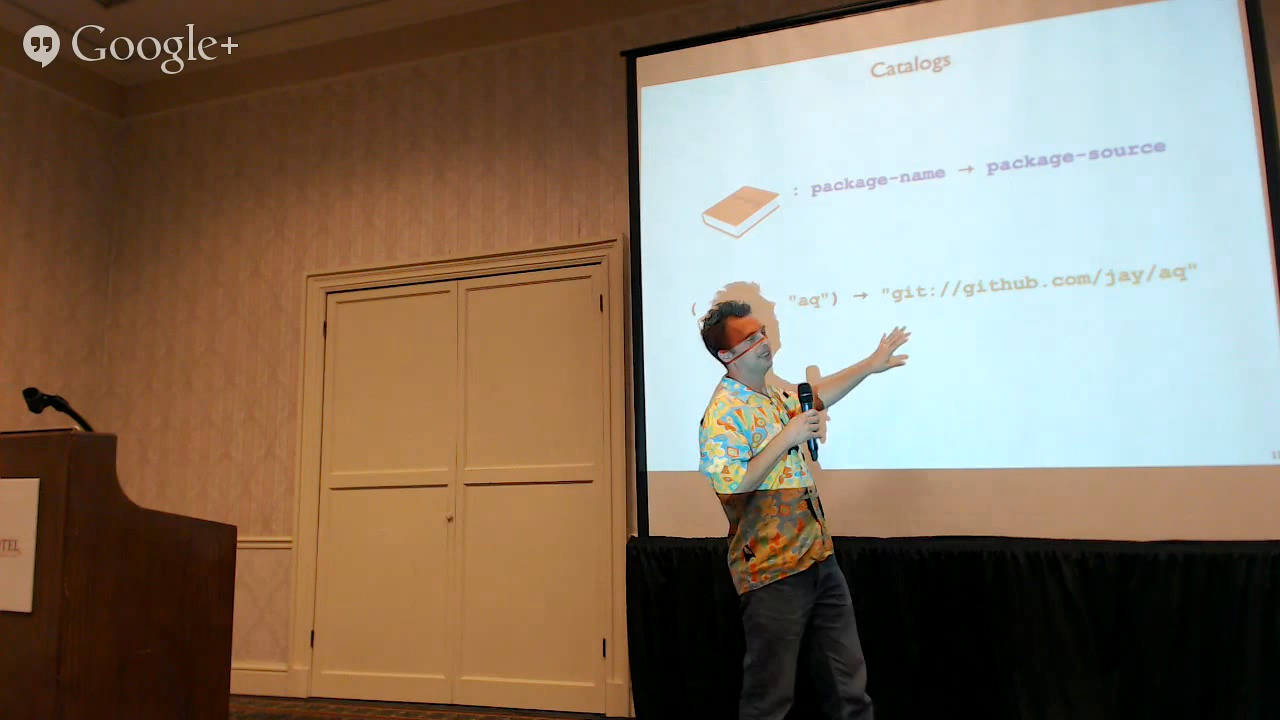 Google+
Catalogs
: package-name → package-source
( "aq") → "git://github.com/jay/aq"